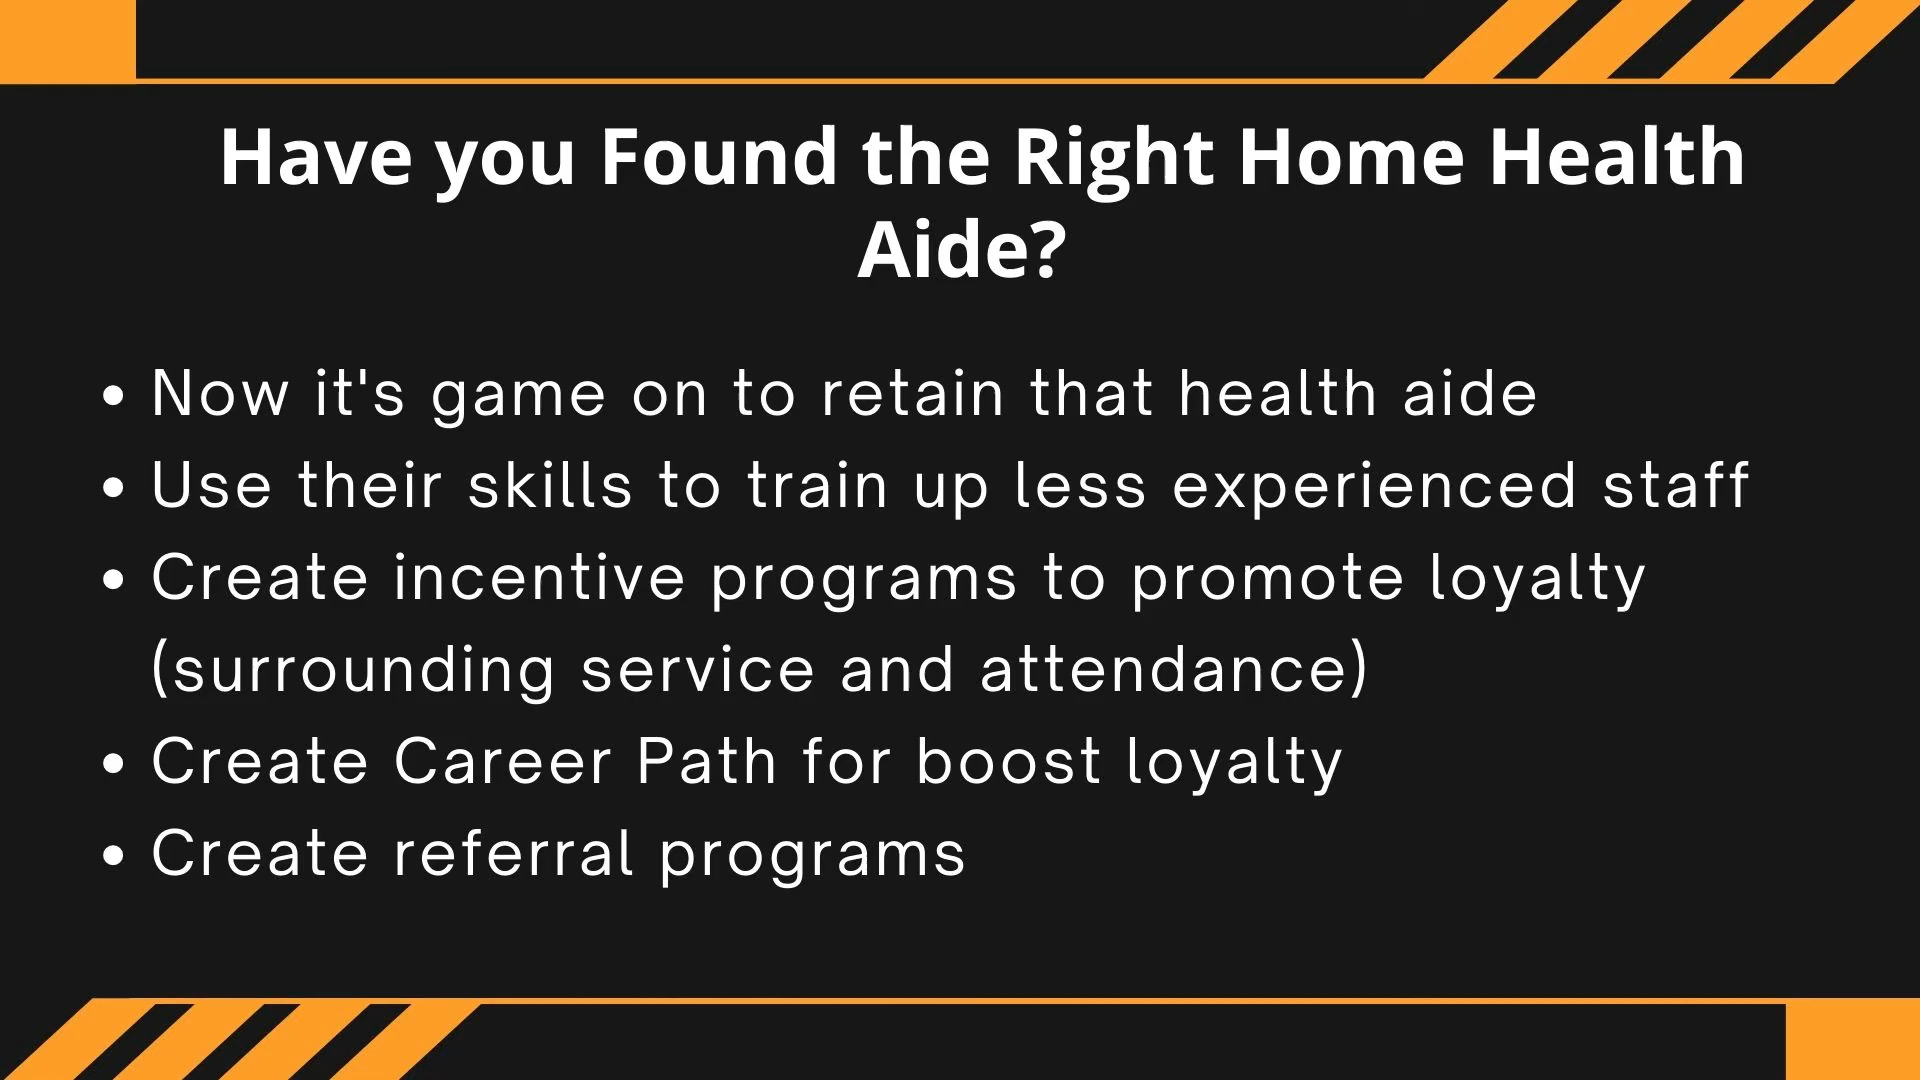 Have you Found the Right Home Health
Aide?
• Now it's game on to retain that health aide
• Use their skills to train up less experienced staff
• Create incentive programs to promote loyalty
(surrounding service and attendance)
• Create Career Path for boost loyalty
• Create referral programs